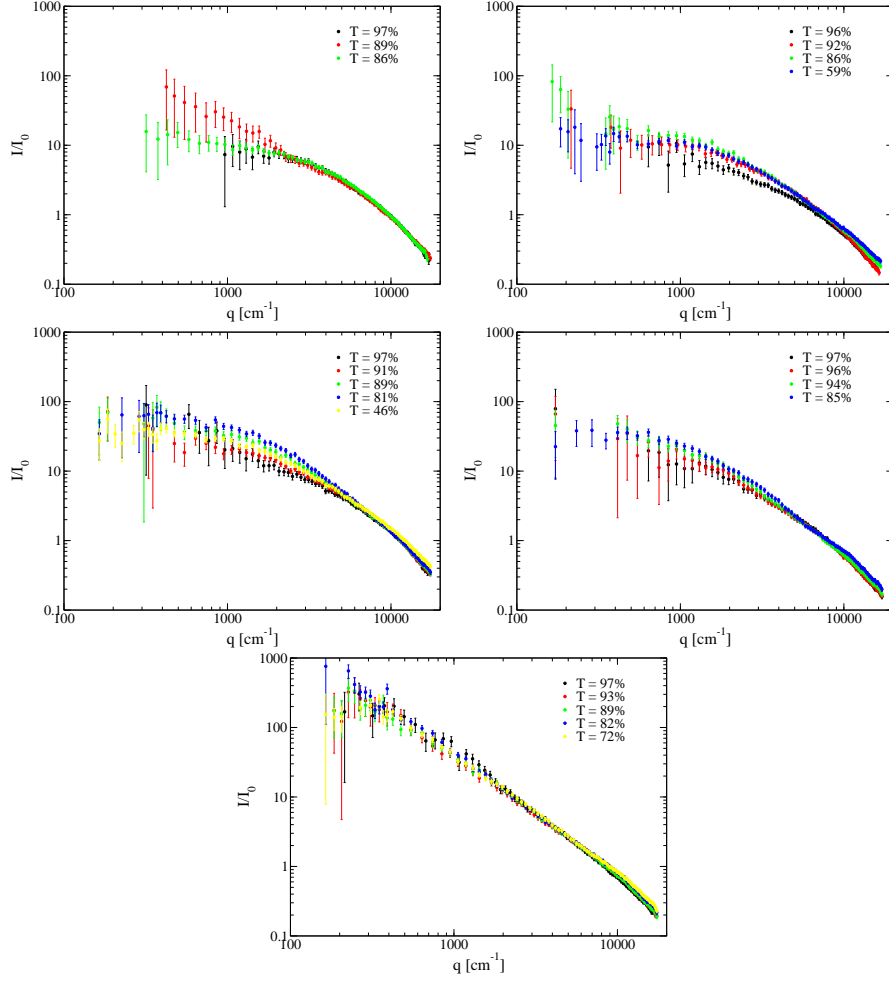 1000
100
10
1
0.1
I/I0
T = 97%
T = 89%
T = 86%
100
1000
10000
q [cm-1]
1000
100
10
1
0.1
I/I0
T = 96%
T = 92%
T = 86%
T = 59%
100
1000
10000
q [cm-1]
1000
100
10
1
0.1
I/I0
T = 97%
T = 91%
T = 89%
T = 81%
T = 46%
100
1000
10000
q [cm-1]
1000
100
10
1
0.1
I/I0
T = 97%
T = 96%
T = 94%
T = 85%
100
1000
10000
q [cm-1]
1000
100
10
1
0.1
I/I0
T = 97%
T = 93%
T = 89%
T = 82%
T = 72%
100
1000
10000
q [cm-1]